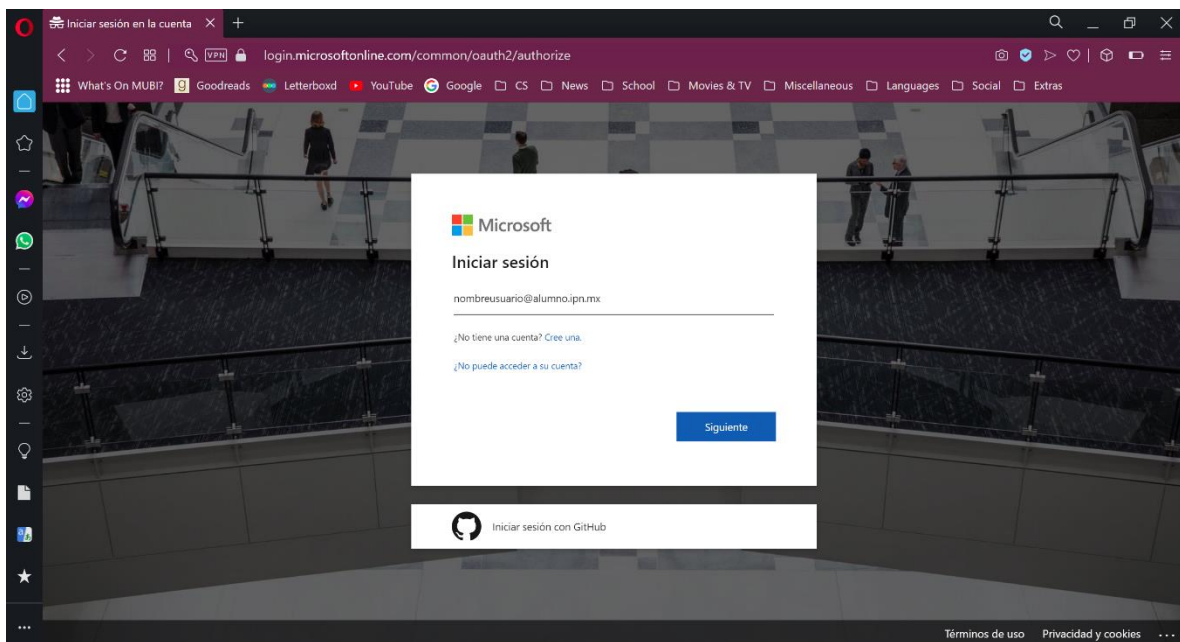 Iniciar sesión en la cuenta
VPN login.microsoftonline.com/common/oauth2/authorize
What's On MUBI? g Goodreads Letterboxd YouTube G Google CS News School Movies & TV Miscellaneous Languages Social Extras
Microsoft
Iniciar sesión
nombreusuario@alumno.ipn.mx
¿No tiene una cuenta? Cree una.
¿No puede acceder a su cuenta?
Siguiente
Iniciar sesión con GitHub
Términos de uso Privacidad y cookies ...